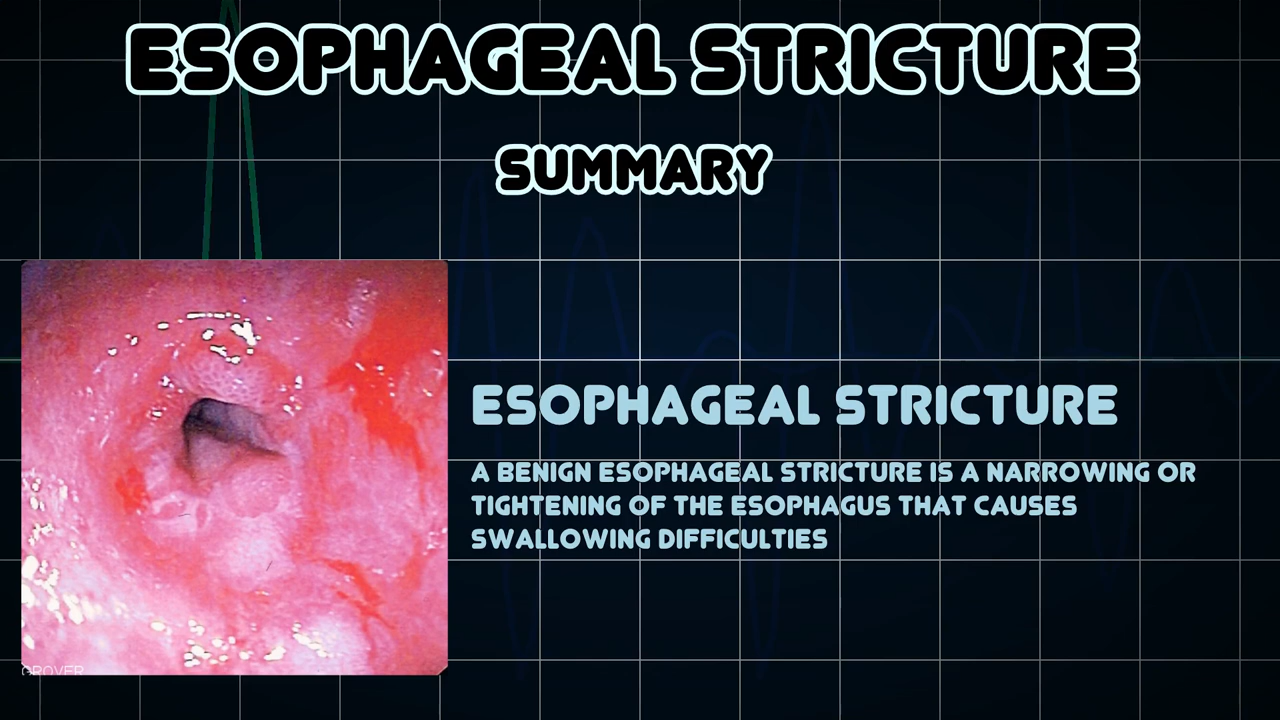 ESOPHAGEAL STRICTURE
SUMMARY
ESOPHAGEAL STRICTURE
A BENIGN ESOPHAGEAL STRICTURE IS A NARROWING OR
TIGHTENING OF THE ESOPHAGUS THAT CAUSES
SWALLOWING DIFFICULTIES
GROVER